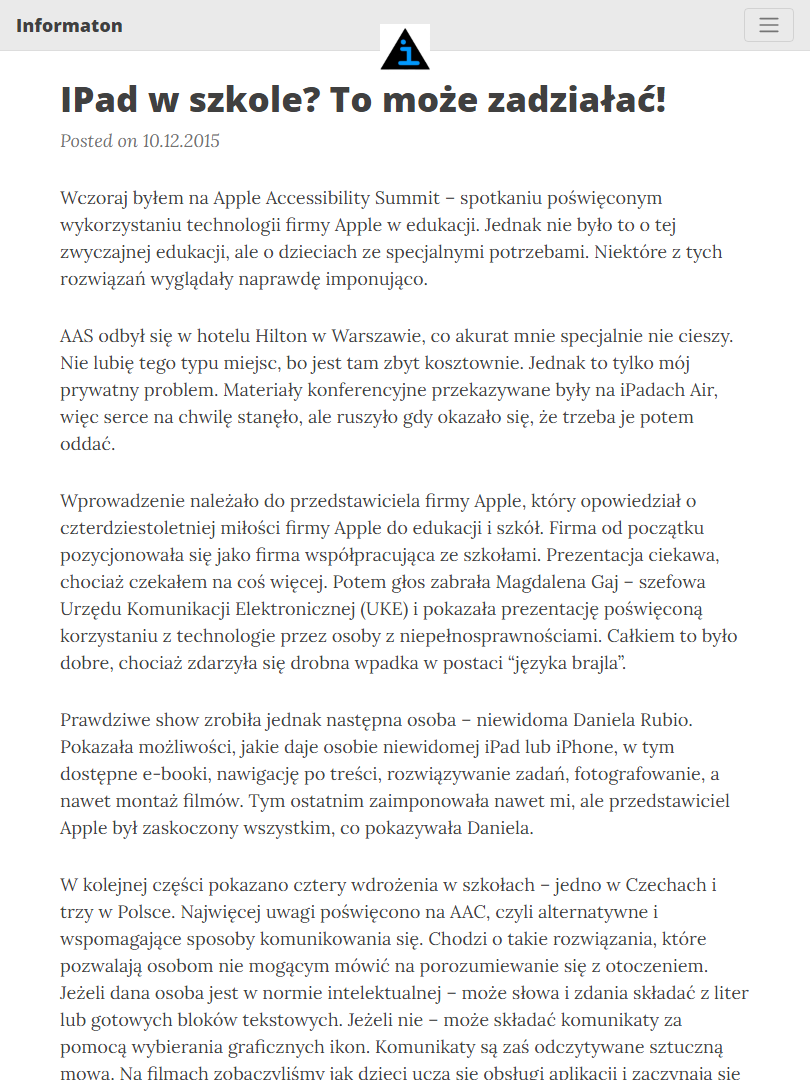 Informaton
i
IPad w szkole? To może zadziałać!
Posted on 10.12.2015
Wczoraj byłem na Apple Accessibility Summit – spotkaniu poświęconym
wykorzystaniu technologii firmy Apple w edukacji. Jednak nie było to o tej
zwyczajnej edukacji, ale o dzieciach ze specjalnymi potrzebami. Niektóre z tych
rozwiązań wyglądały naprawdę imponująco.
AAS odbył się w hotelu Hilton w Warszawie, co akurat mnie specjalnie nie cieszy.
Nie lubię tego typu miejsc, bo jest tam zbyt kosztownie. Jednak to tylko mój
prywatny problem. Materiały konferencyjne przekazywane były na iPadach Air,
więc serce na chwilę stanęło, ale ruszyło gdy okazało się, że trzeba je potem
oddać.
Wprowadzenie należało do przedstawiciela firmy Apple, który opowiedział o
czterdziestoletniej miłości firmy Apple do edukacji i szkół. Firma od początku
pozycjonowała się jako firma współpracująca ze szkołami. Prezentacja ciekawa,
chociaż czekałem na coś więcej. Potem głos zabrała Magdalena Gaj – szefowa
Urzędu Komunikacji Elektronicznej (UKE) i pokazała prezentację poświęconą
korzystaniu z technologie przez osoby z niepełnosprawnościami. Całkiem to było
dobre, chociaż zdarzyła się drobna wpadka w postaci “języka brajla”.
Prawdziwe show zrobiła jednak następna osoba – niewidoma Daniela Rubio.
Pokazała możliwości, jakie daje osobie niewidomej iPad lub iPhone, w tym
dostępne e-booki, nawigację po treści, rozwiązywanie zadań, fotografowanie, a
nawet montaż filmów. Tym ostatnim zaimponowała nawet mi, ale przedstawiciel
Apple był zaskoczony wszystkim, co pokazywała Daniela.
W kolejnej części pokazano cztery wdrożenia w szkołach – jedno w Czechach i
trzy w Polsce. Najwięcej uwagi poświęcono na AAC, czyli alternatywne i
wspomagające sposoby komunikowania się. Chodzi o takie rozwiązania, które
pozwalają osobom nie mogącym mówić na porozumiewanie się z otoczeniem.
Jeżeli dana osoba jest w normie intelektualnej – może słowa i zdania składać z liter
lub gotowych bloków tekstowych. Jeżeli nie – może składać komunikaty za
pomocą wybierania graficznych ikon. Komunikaty są zaś odczytywane sztuczną
mową. Na filmach zobaczyliśmy jak dzieci uczą się obsługi aplikacji i zaczynają się